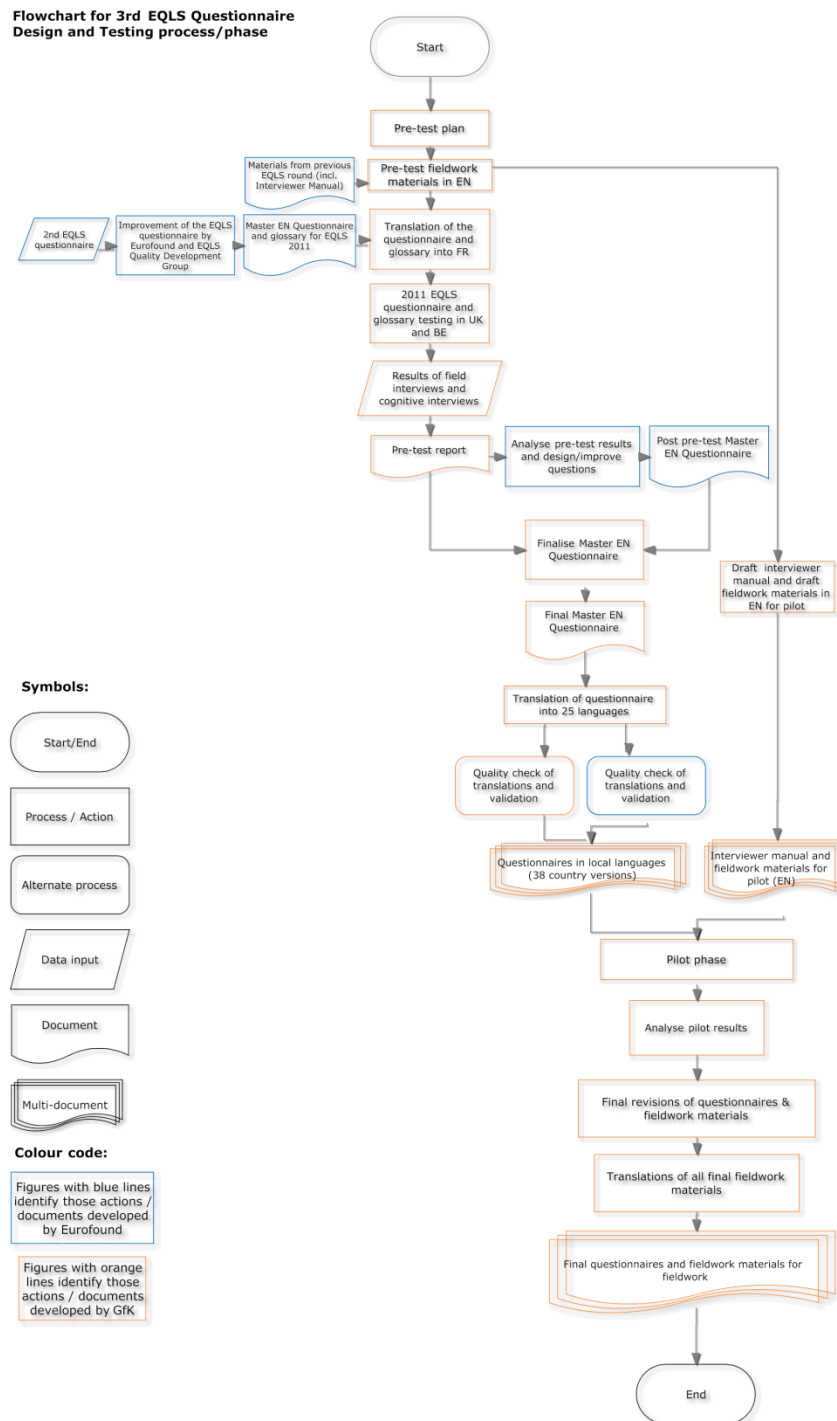 Flowchart for 3rd EQLS Questionnaire
Design and Testing process/phase
Start
Pre-test plan
Materials from previous
EQLS round (incl.
Interviewer Manual)
Pre-test fieldwork
materials in EN
2nd EQLS
questionnaire
Improvement of the EQLS
questionnaire by
Eurofound and EQLS
Quality Development
Group
Master EN Questionnaire
and glossary for EQLS
2011
Translation of the
questionnaire and
glossary into FR
2011 EQLS
questionnaire and
glossary testing in UK
and BE
Results of field
interviews and
cognitive interviews
Pre-test report
Analyse pre-test results
and design/improve
questions
Post pre-test Master
EN Questionnaire
Finalise Master EN
Questionnaire
Draft interviewer
manual and draft
fieldwork materials in
EN for pilot
Final Master EN
Questionnaire
Translation of questionnaire
into 25 languages
Quality check of
translations and
validation
Quality check of
translations and
validation
Questionnaires in local languages
(38 country versions)
Interviewer manual and
fieldwork materials for
pilot (EN)
Pilot phase
Analyse pilot results
Final revisions of questionnaires &
fieldwork materials
Translations of all final fieldwork
materials
Final questionnaires and fieldwork materials for
fieldwork
End
Symbols:
Start/End
Process / Action
Alternate process
Data input
Document
Multi-document
Colour code:
Figures with blue lines
identify those actions /
documents developed
by Eurofound
Figures with orange
lines identify those
actions / documents
developed by GfK